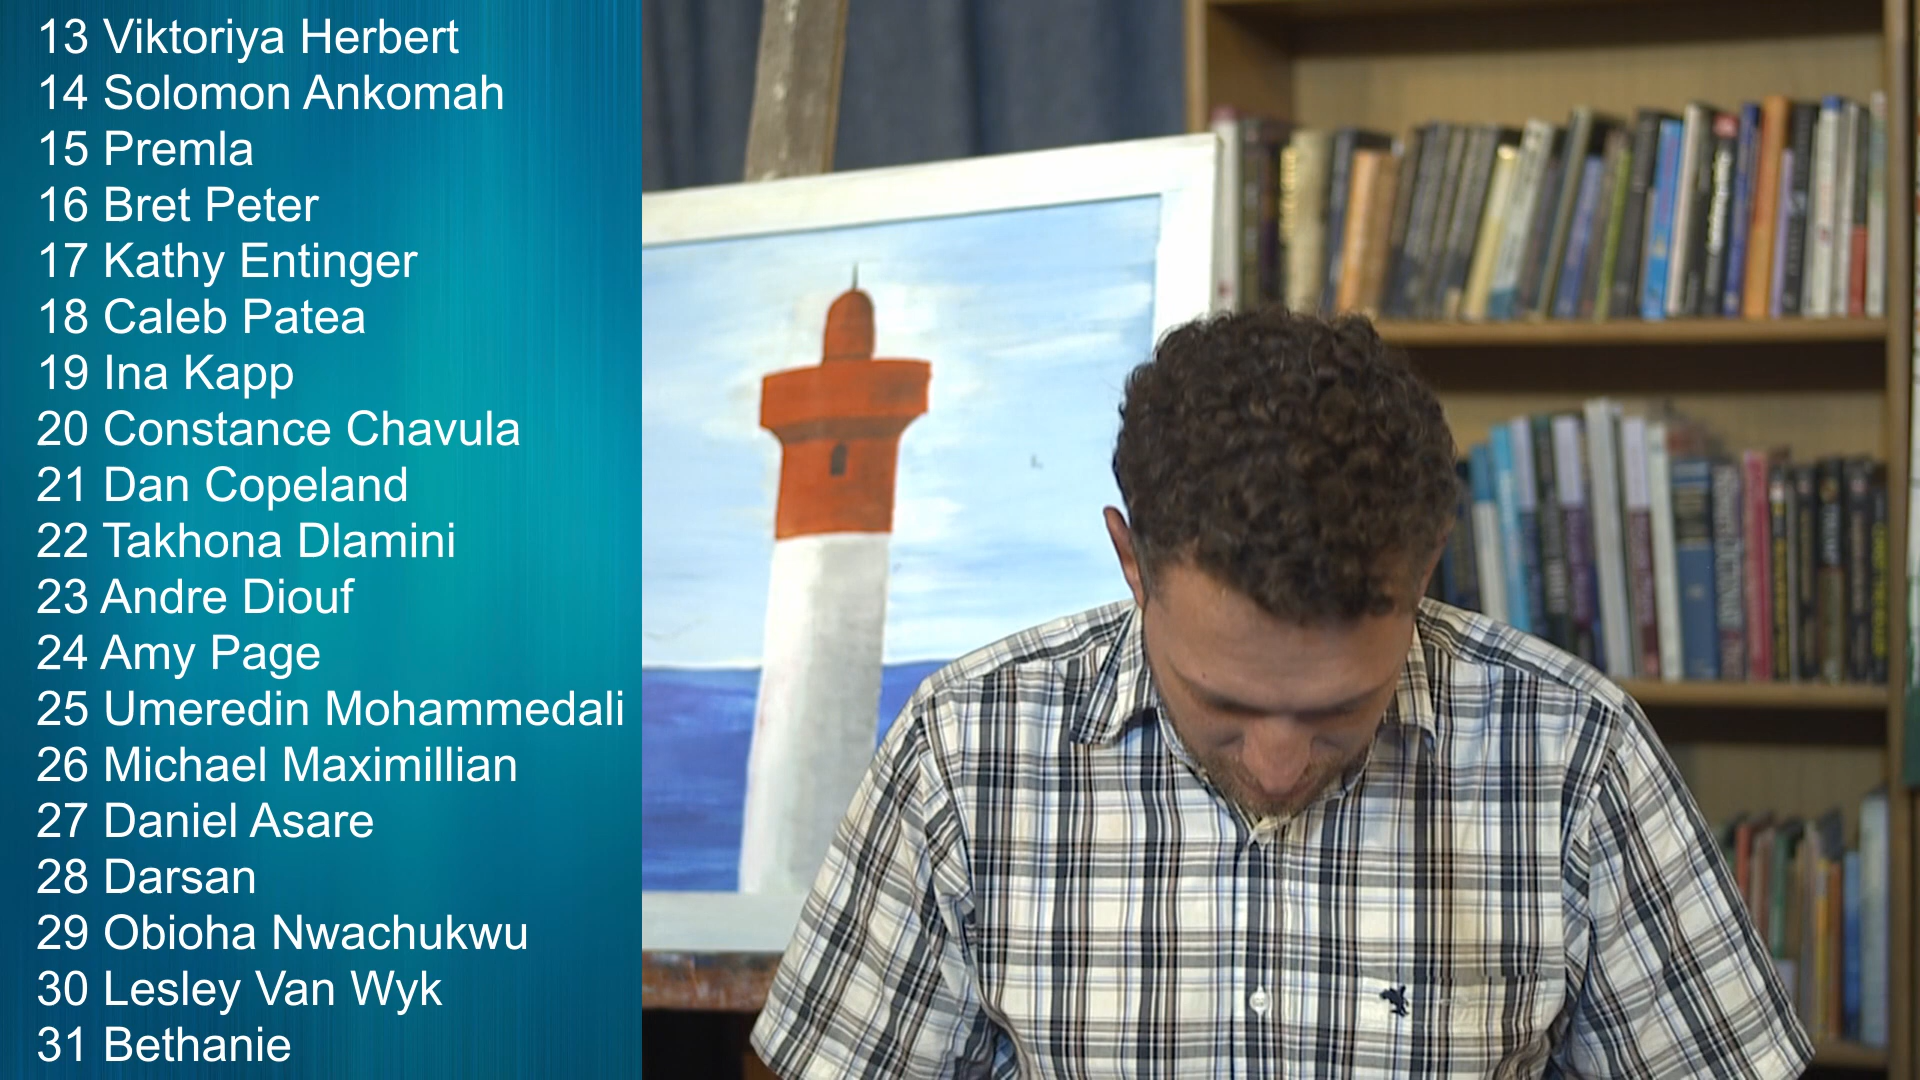 13 Viktoriya Herbert
14 Solomon Ankomah
15 Premla
16 Bret Peter
17 Kathy Entinger
18 Caleb Patea
19 Ina Kapp
20 Constance Chavula
21 Dan Copeland
22 Takhona Dlamini
23 Andre Diouf
24 Amy Page
25 Umeredin Mohammedali
26 Michael Maximillian
27 Daniel Asare
28 Darsan
29 Obioha Nwachukwu
30 Lesley Van Wyk
31 Bethanie